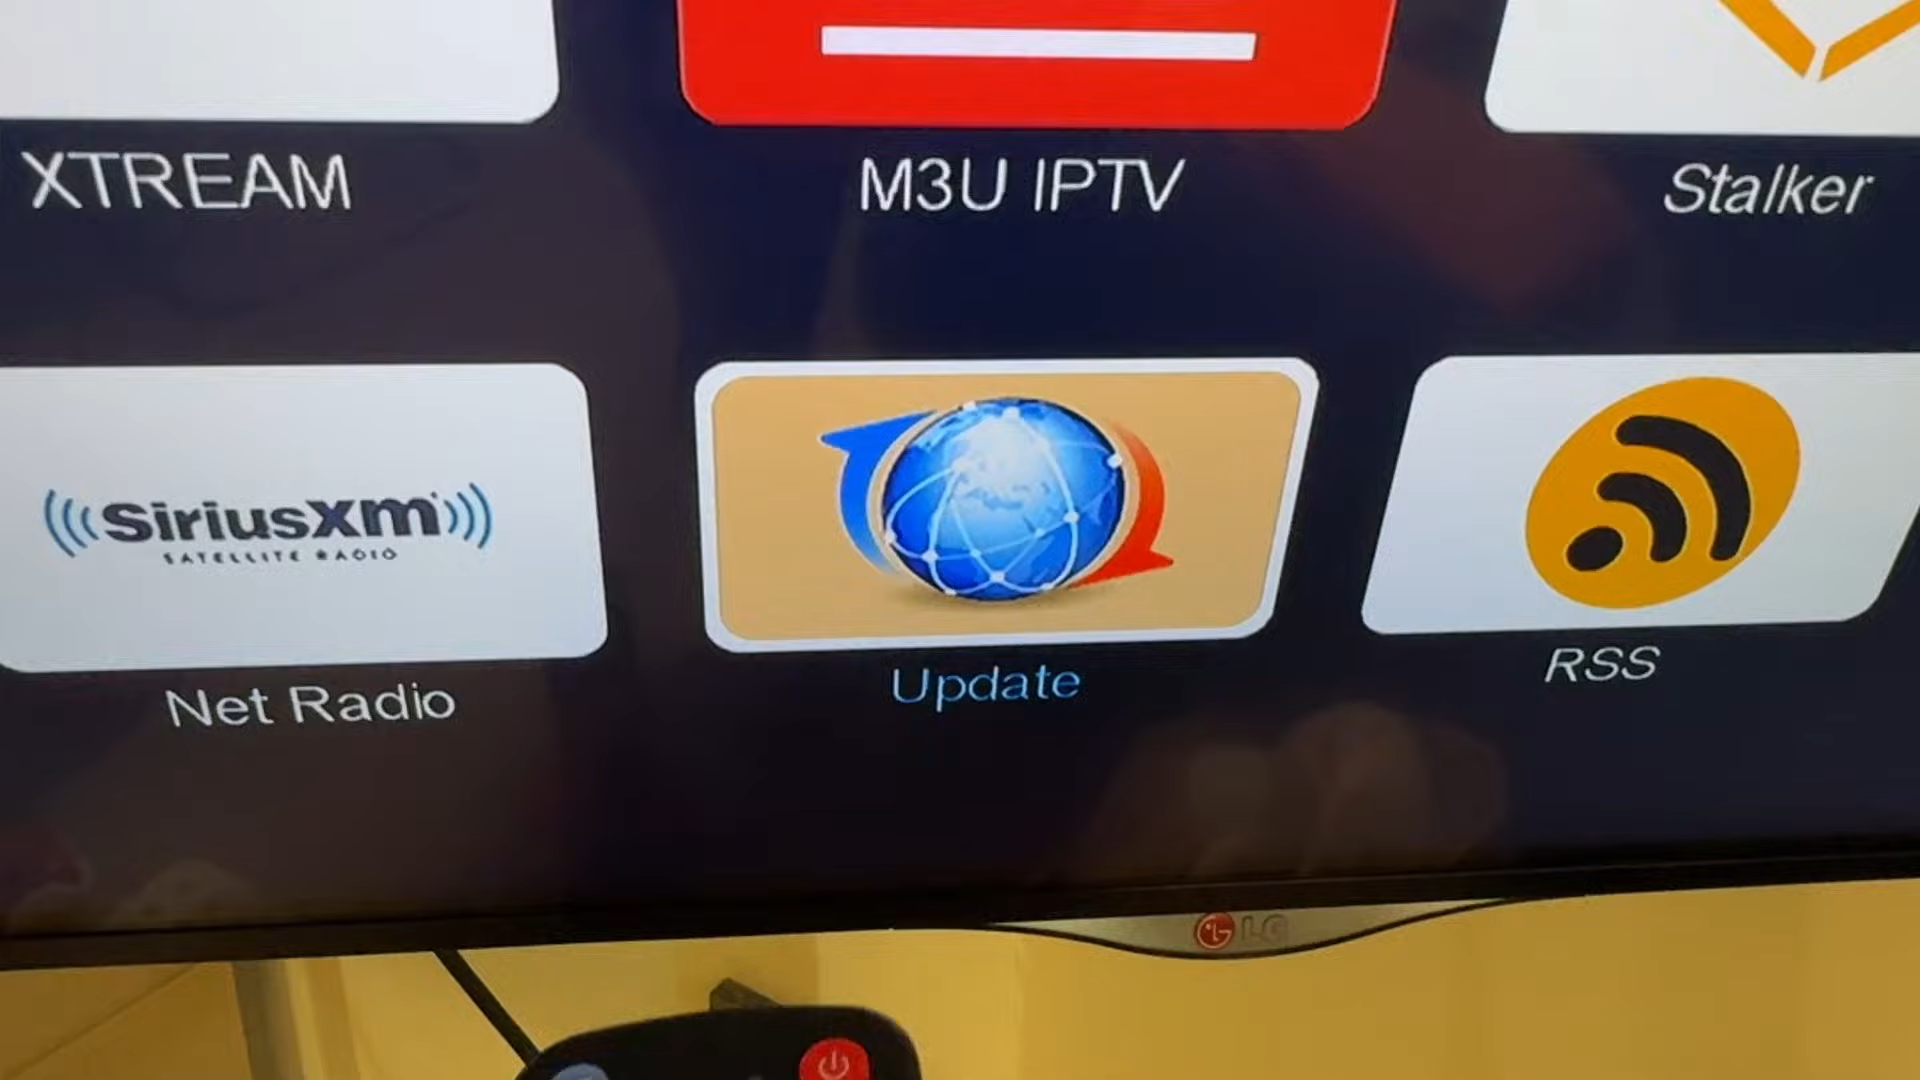 XTREAM
M3U IPTV
Stalker
SiriusXm
SATELLITE RADIO
Net Radio
Update
RSS
LG